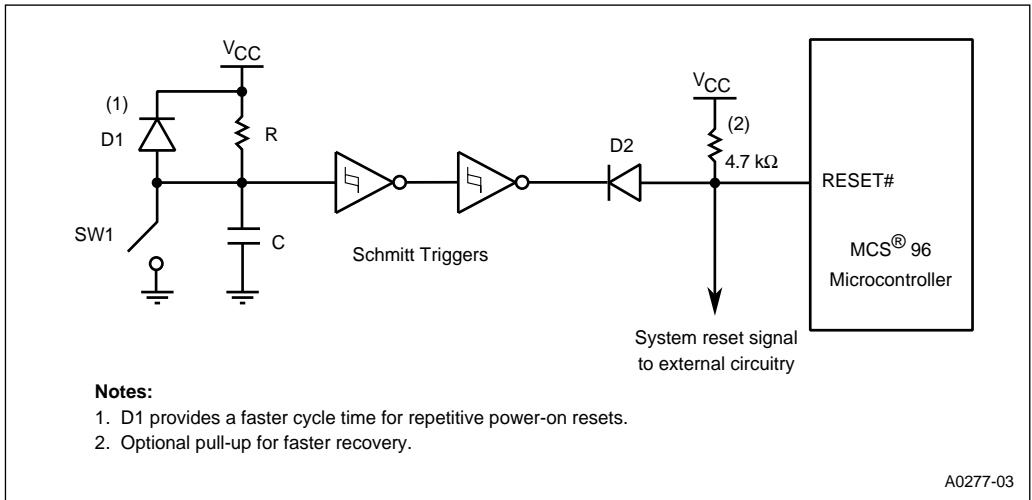 VCC
(1)
D1
R
SW1
C
Schmitt Triggers
D2
VCC
(2)
4.7 kΩ
RESET#
MCS® 96
Microcontroller
System reset signal
to external circuitry
Notes:
1. D1 provides a faster cycle time for repetitive power-on resets.
2. Optional pull-up for faster recovery.
A0277-03